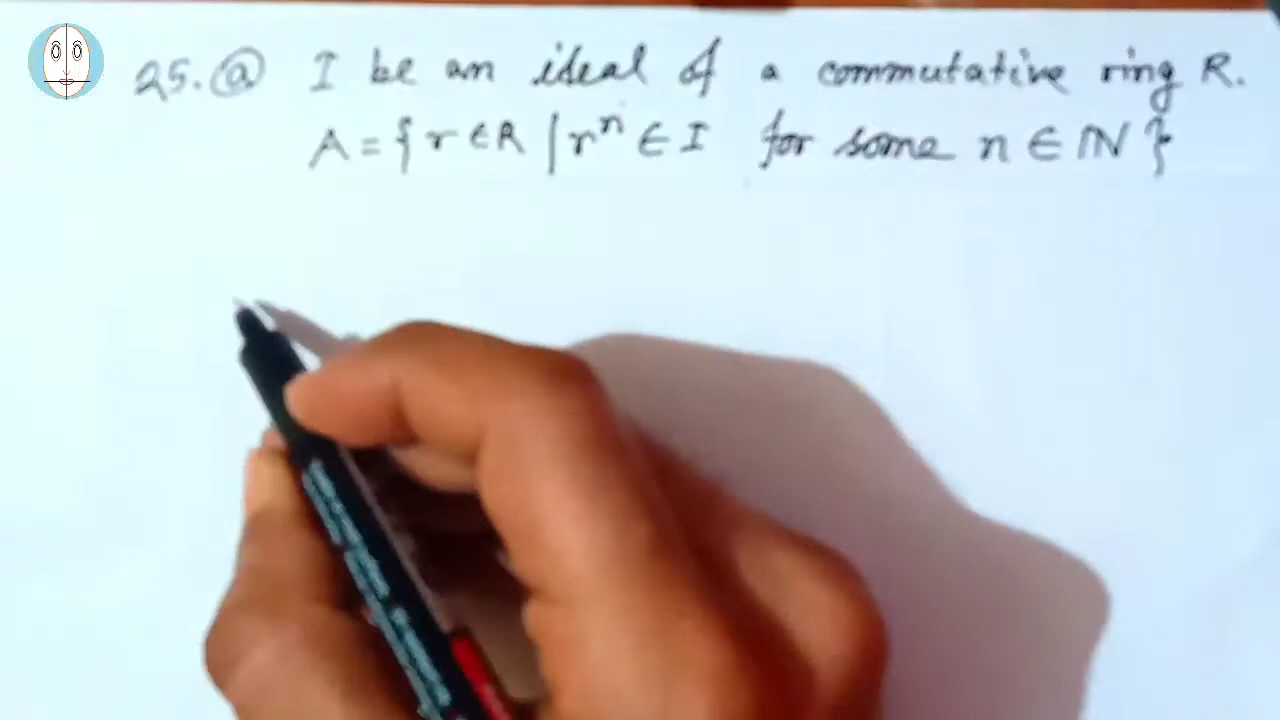 25. ⓐ I be an ideal of a commutative ring R.
A = { r ∈ R | rⁿ ∈ I for some n ∈ ℕ }